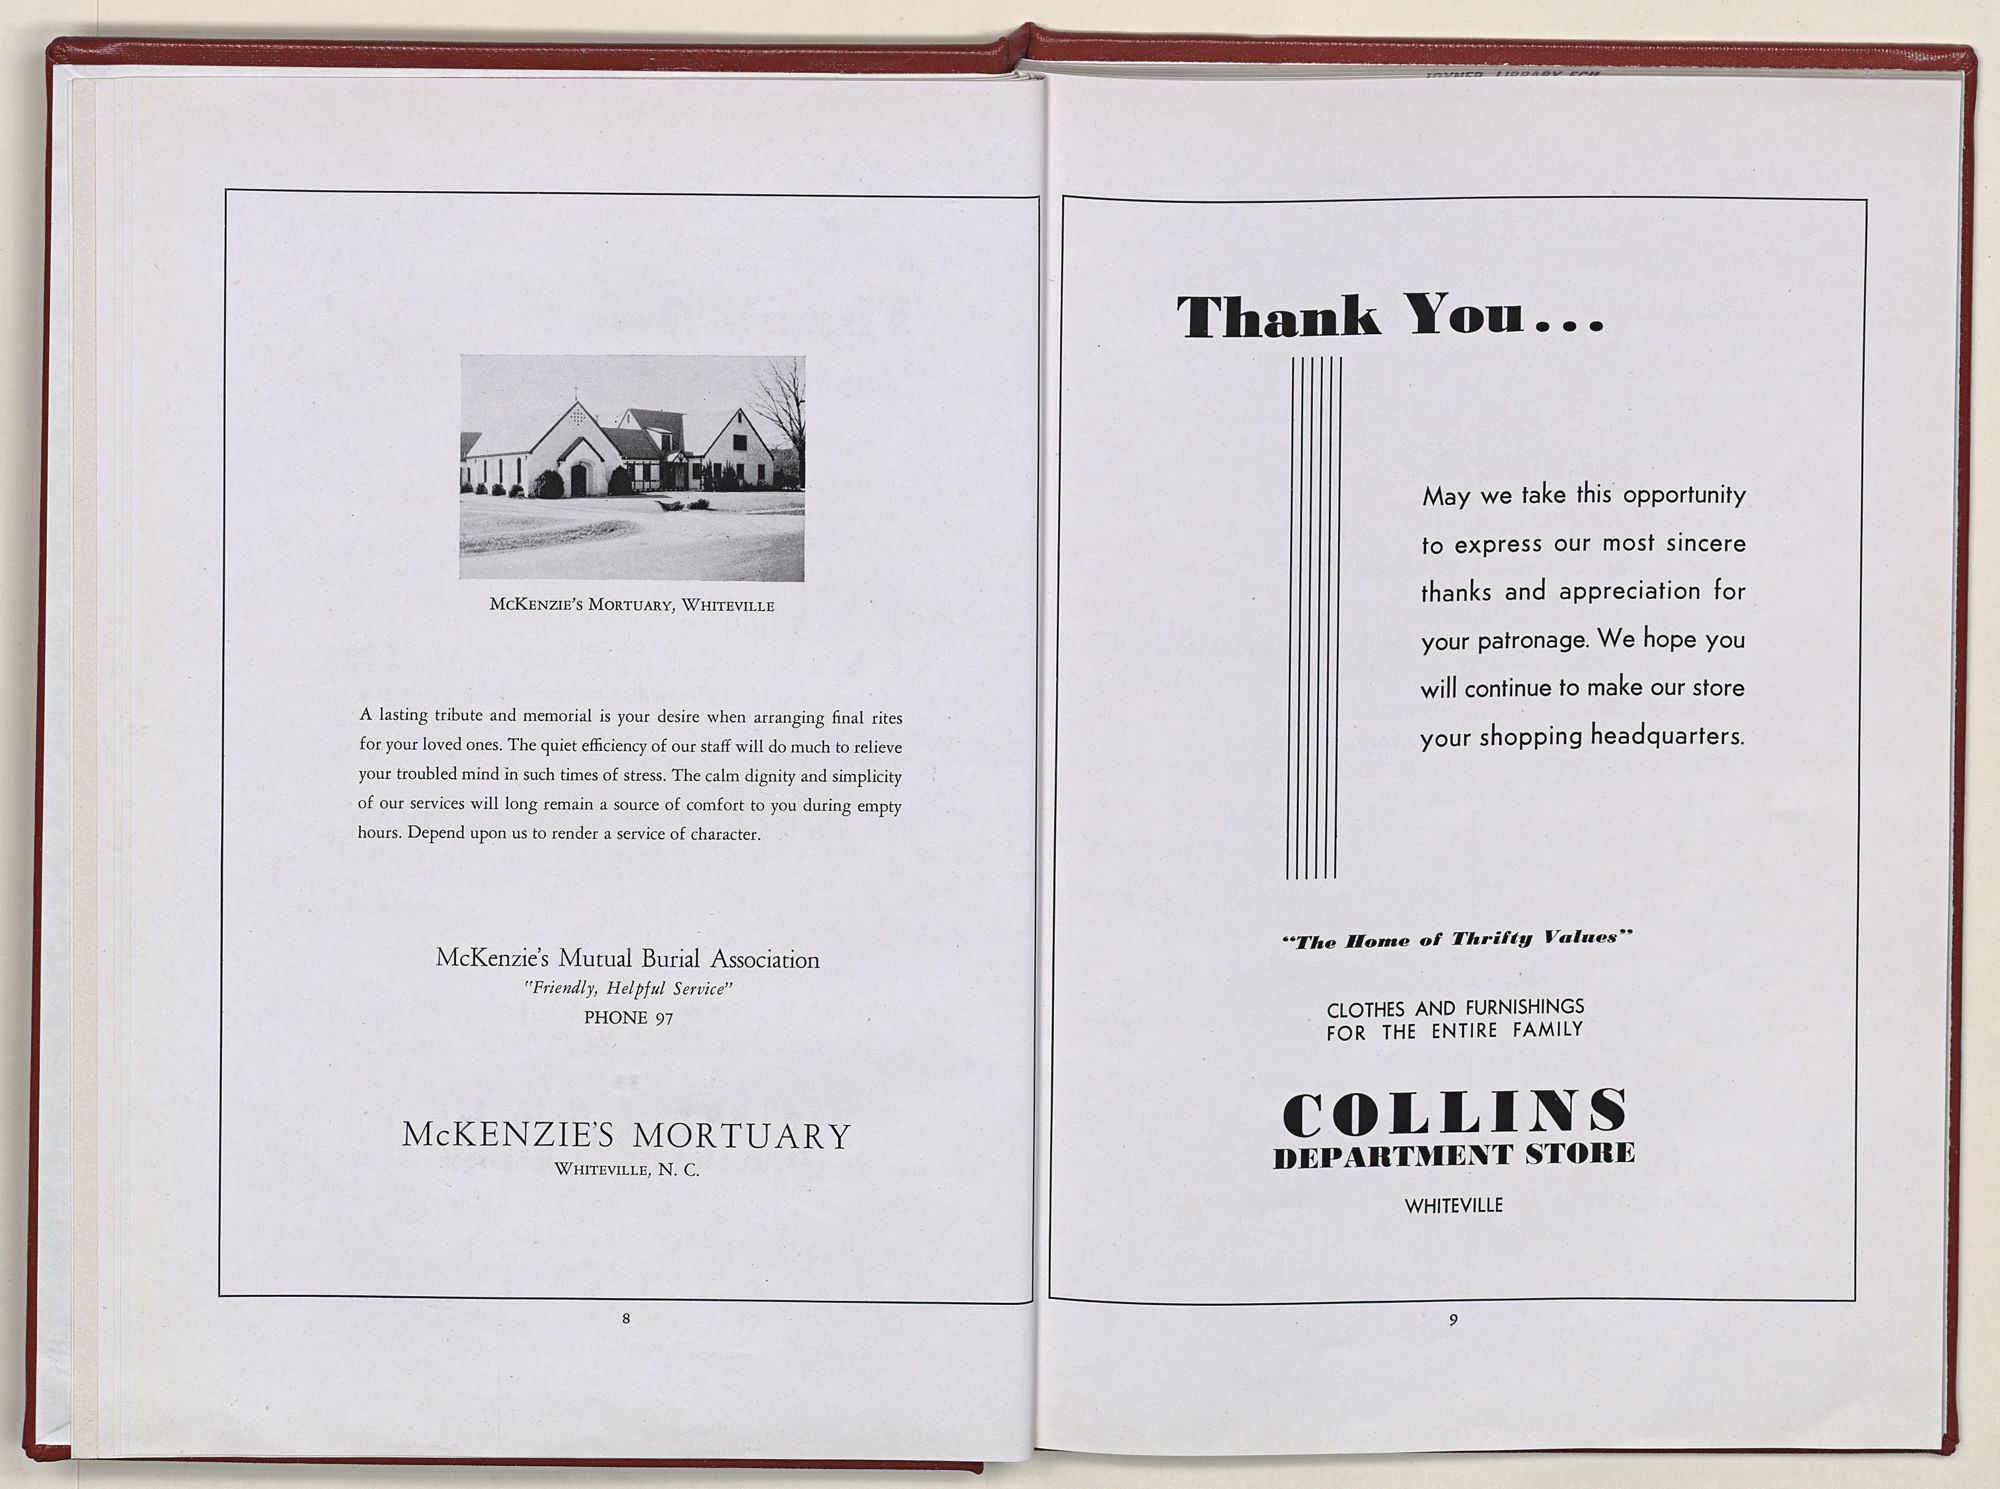 McKenzie's Mortuary, Whiteville
A lasting tribute and memorial is your desire when arranging final rites
for your loved ones. The quiet efficiency of our staff will do much to relieve
your troubled mind in such times of stress. The calm dignity and simplicity
of our services will long remain a source of comfort to you during empty
hours. Depend upon us to render a service of character.
McKenzie's Mutual Burial Association
"Friendly, Helpful Service"
PHONE 97
McKENZIE'S MORTUARY
Whiteville, N. C.
8
JOYNER LIBRARY ECU
Thank You...
May we take this opportunity
to express our most sincere
thanks and appreciation for
your patronage. We hope you
will continue to make our store
your shopping headquarters.
"The Home of Thrifty Values"
CLOTHES AND FURNISHINGS
FOR THE ENTIRE FAMILY
COLLINS
DEPARTMENT STORE
WHITEVILLE
9